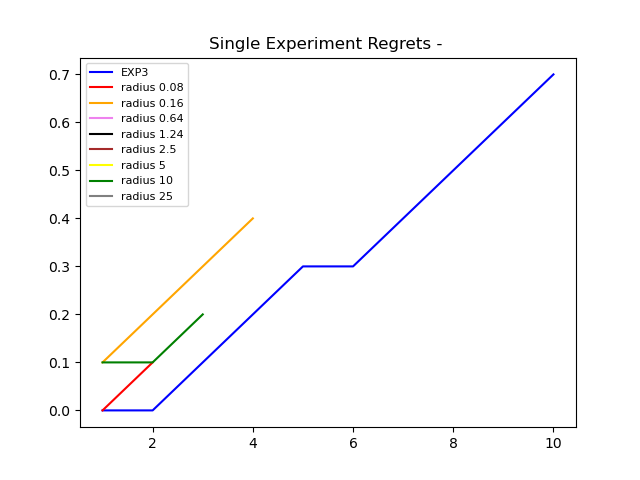 Single Experiment Regrets -
EXP3
radius 0.08
radius 0.16
radius 0.64
radius 1.24
radius 2.5
radius 5
radius 10
radius 25
0.7
0.6
0.5
0.4
0.3
0.2
0.1
0.0
2 4 6 8 10